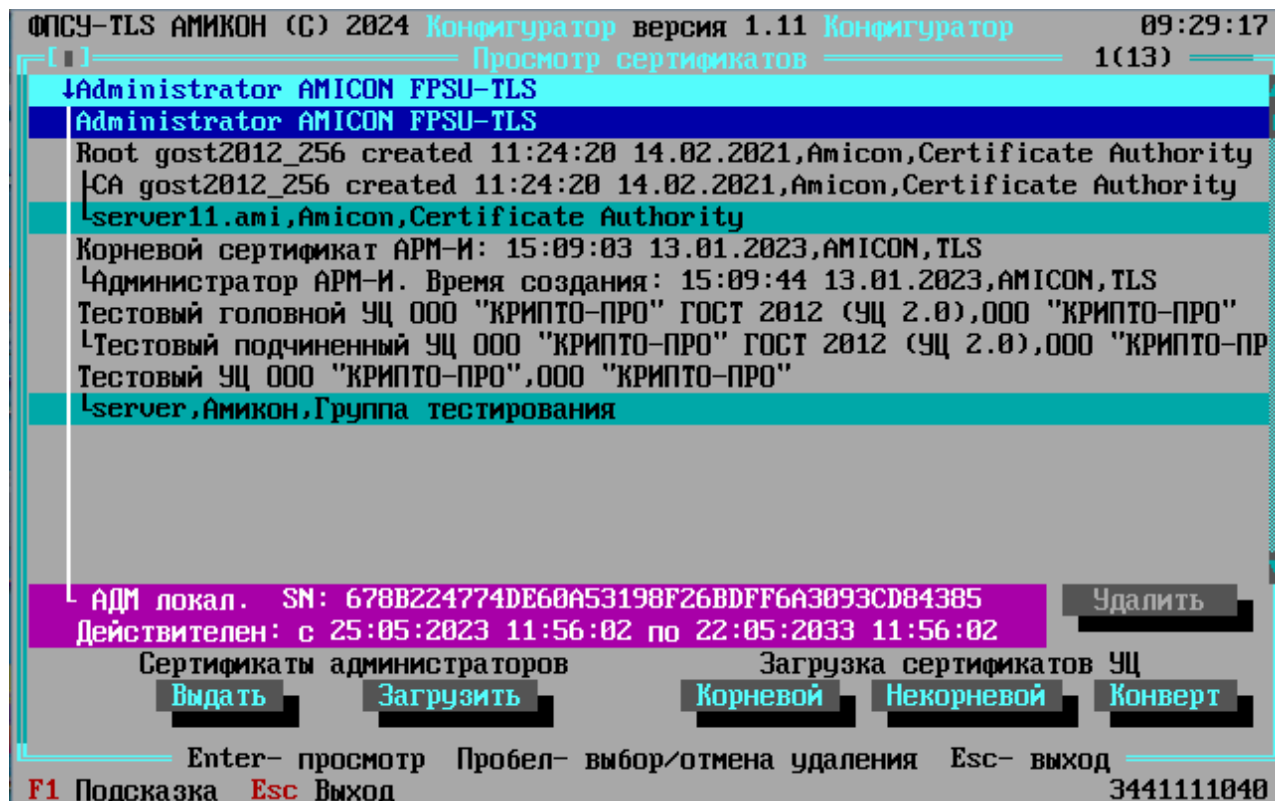 ФПСУ-TLS АМИКОН (C) 2024 Конфигуратор версия 1.11 Конфигуратор 09:29:17
Просмотр сертификатов 1(13)
↓Administrator AMICON FPSU-TLS
Administrator AMICON FPSU-TLS
Root gost2012_256 created 11:24:20 14.02.2021,Amicon,Certificate Authority
CA gost2012_256 created 11:24:20 14.02.2021,Amicon,Certificate Authority
server11.ami,Amicon,Certificate Authority
Корневой сертификат АРМ-И: 15:09:03 13.01.2023,AMICON,TLS
Администратор АРМ-И. Время создания: 15:09:44 13.01.2023,AMICON,TLS
Тестовый головной УЦ ООО "КРИПТО-ПРО" ГОСТ 2012 (УЦ 2.0),ООО "КРИПТО-ПРО"
Тестовый подчиненный УЦ ООО "КРИПТО-ПРО" ГОСТ 2012 (УЦ 2.0),ООО "КРИПТО-ПР
Тестовый УЦ ООО "КРИПТО-ПРО",ООО "КРИПТО-ПРО"
server,Амикон,Группа тестирования
АДМ локал. SN: 678B224774DE60A53198F26BDFF6A3093CD84385 Удалить
Действителен: с 25:05:2023 11:56:02 по 22:05:2033 11:56:02
Сертификаты администраторов Загрузка сертификатов УЦ
Выдать Загрузить Корневой Некорневой Конверт
Enter- просмотр Пробел- выбор/отмена удаления Esc- выход
F1 Подсказка Esc Выход 3441111040